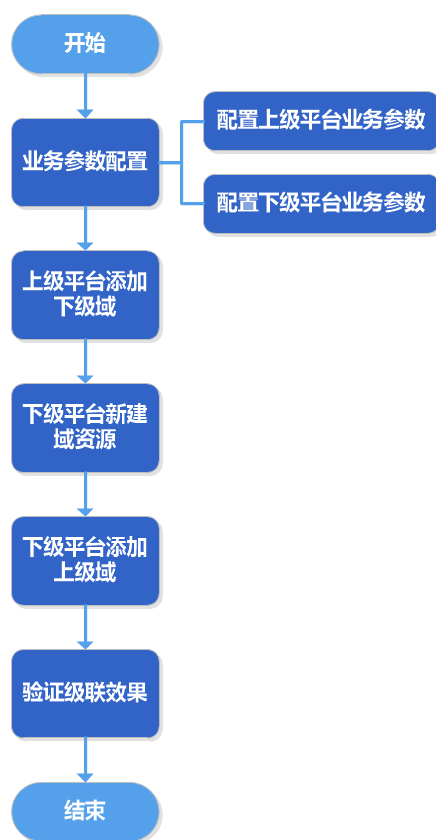 开始
配置上级平台业务参数
业务参数配置
配置下级平台业务参数
上级平台添加
下级域
下级平台新建
域资源
下级平台添加
上级域
验证级联效果
结束